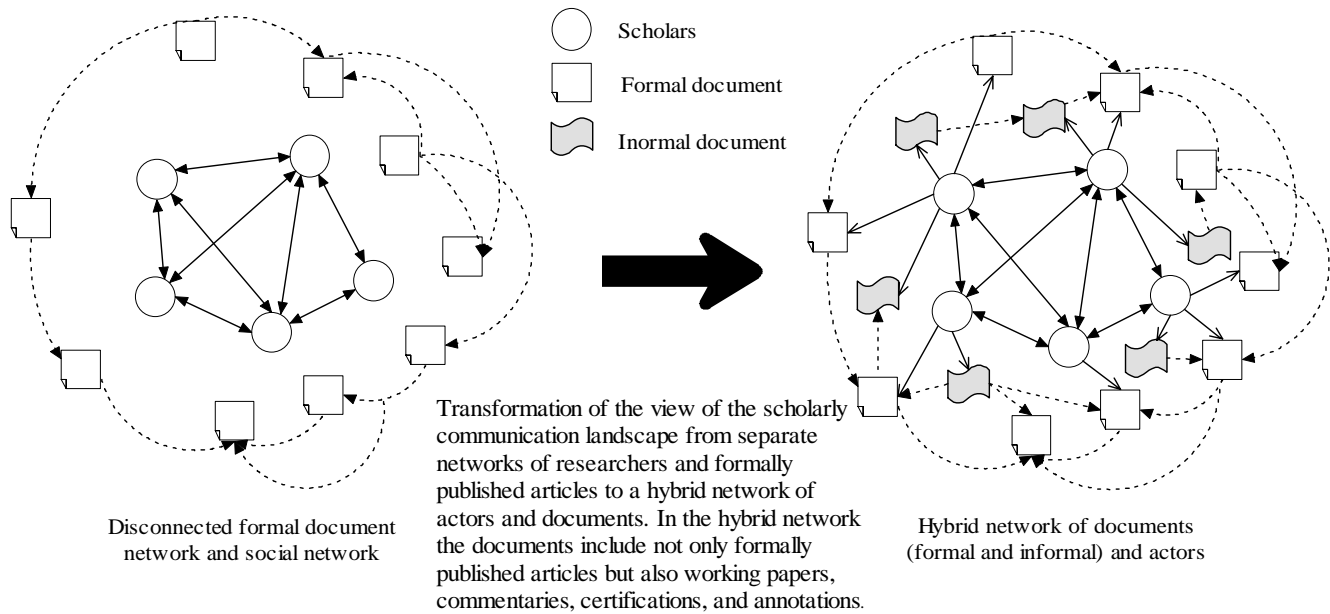 Scholars
Formal document
Inormal document
Transformation of the view of the scholarly
communication landscape from separate
networks of researchers and formally
published articles to a hybrid network of
actors and documents. In the hybrid network
the documents include not only formally
published articles but also working papers,
commentaries, certifications, and annotations.
Disconnected formal document
network and social network
Hybrid network of documents
(formal and informal) and actors